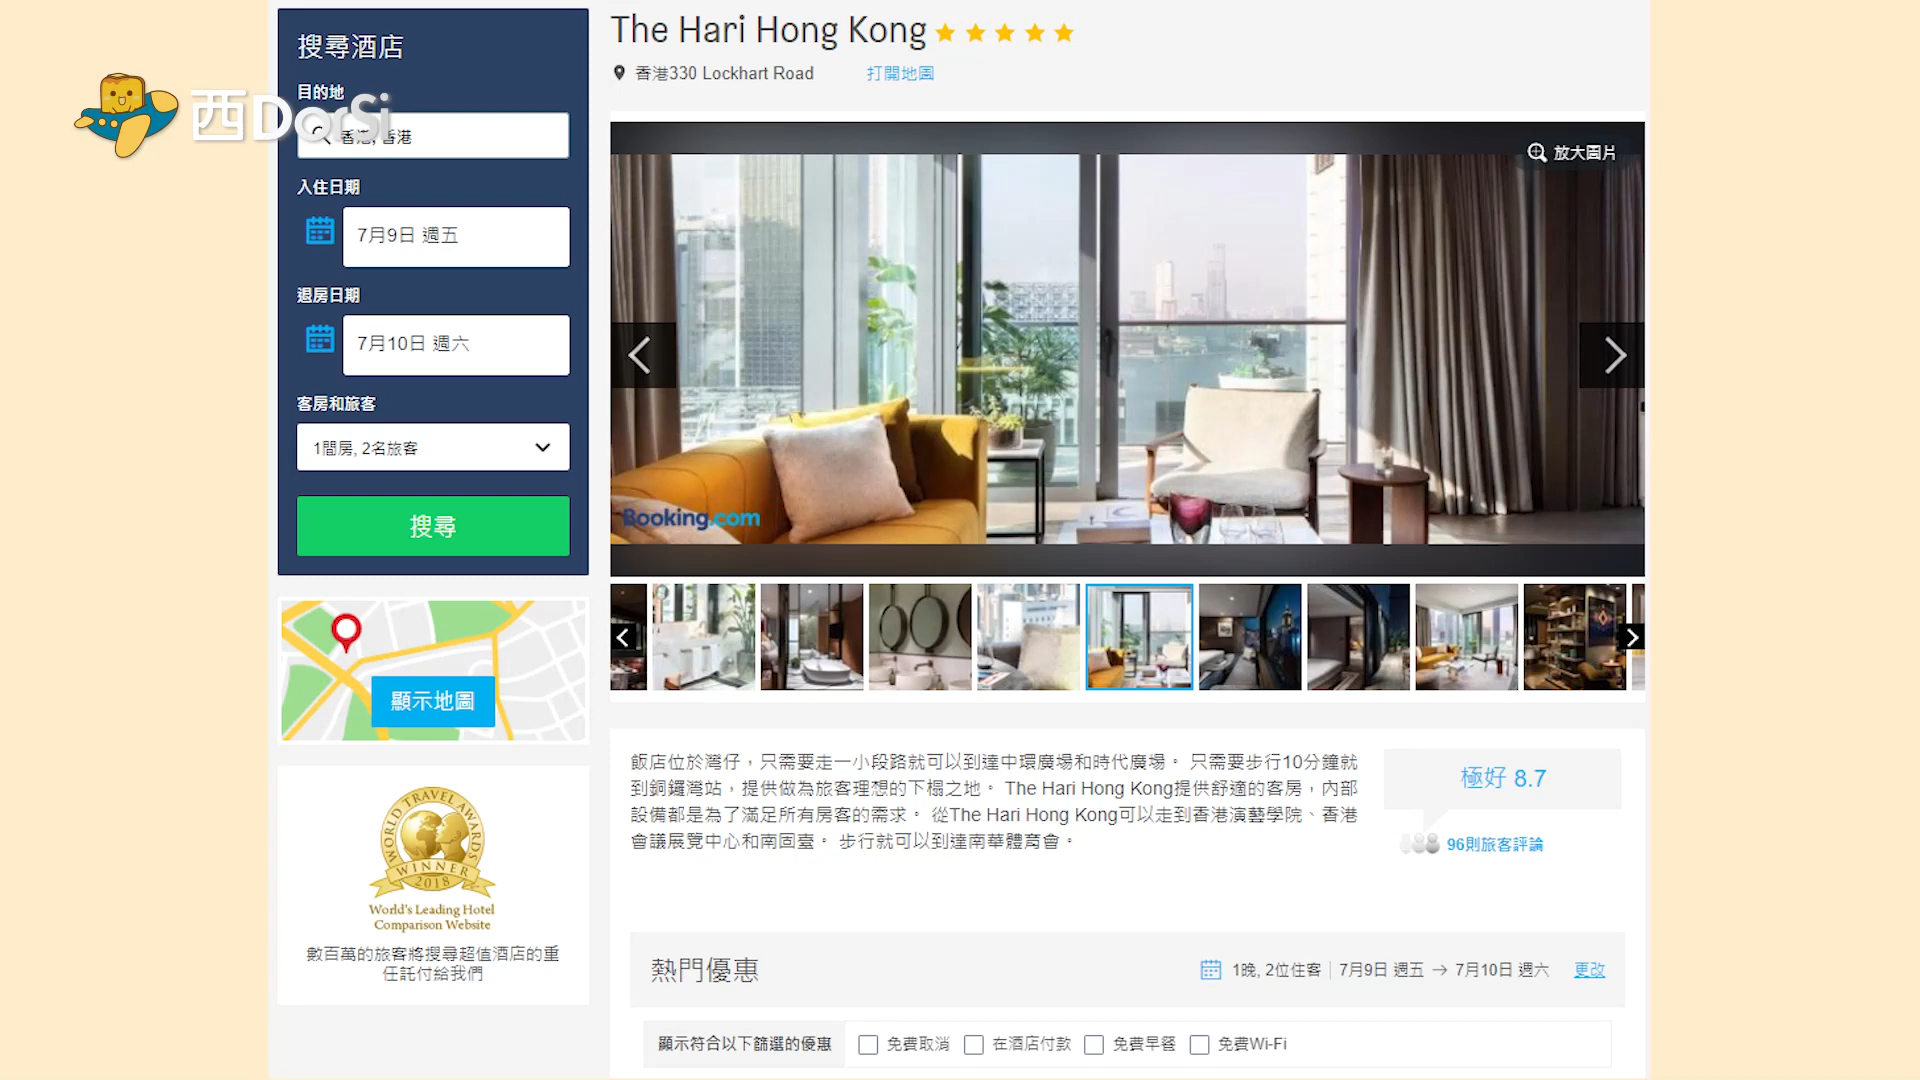 搜尋酒店
目的地
西DorSi
香港, 香港
入住日期
7月9日 週五
退房日期
7月10日 週六
客房和旅客
1間房, 2名旅客
搜尋
顯示地圖
WORLD TRAVEL AWARDS
WINNER
2018
World's Leading Hotel
Comparison Website
數百萬的旅客將搜尋超值酒店的重
任託付給我們
The Hari Hong Kong
香港330 Lockhart Road 打開地圖
放大圖片
Booking.com
飯店位於灣仔，只需要走一小段路就可以到達中環廣場和時代廣場。 只需要步行10分鐘就
到銅鑼灣站，提供做為旅客理想的下榻之地。 The Hari Hong Kong提供舒適的客房，內部
設備都是為了滿足所有房客的需求。 從The Hari Hong Kong可以走到香港演藝學院、香港
會議展覽中心和南固臺。 步行就可以到達南華體育會。
極好 8.7
96則旅客評論
熱門優惠
1晚, 2位住客 | 7月9日 週五 → 7月10日 週六 更改
顯示符合以下篩選的優惠 免費取消 在酒店付款 免費早餐 免費Wi-Fi